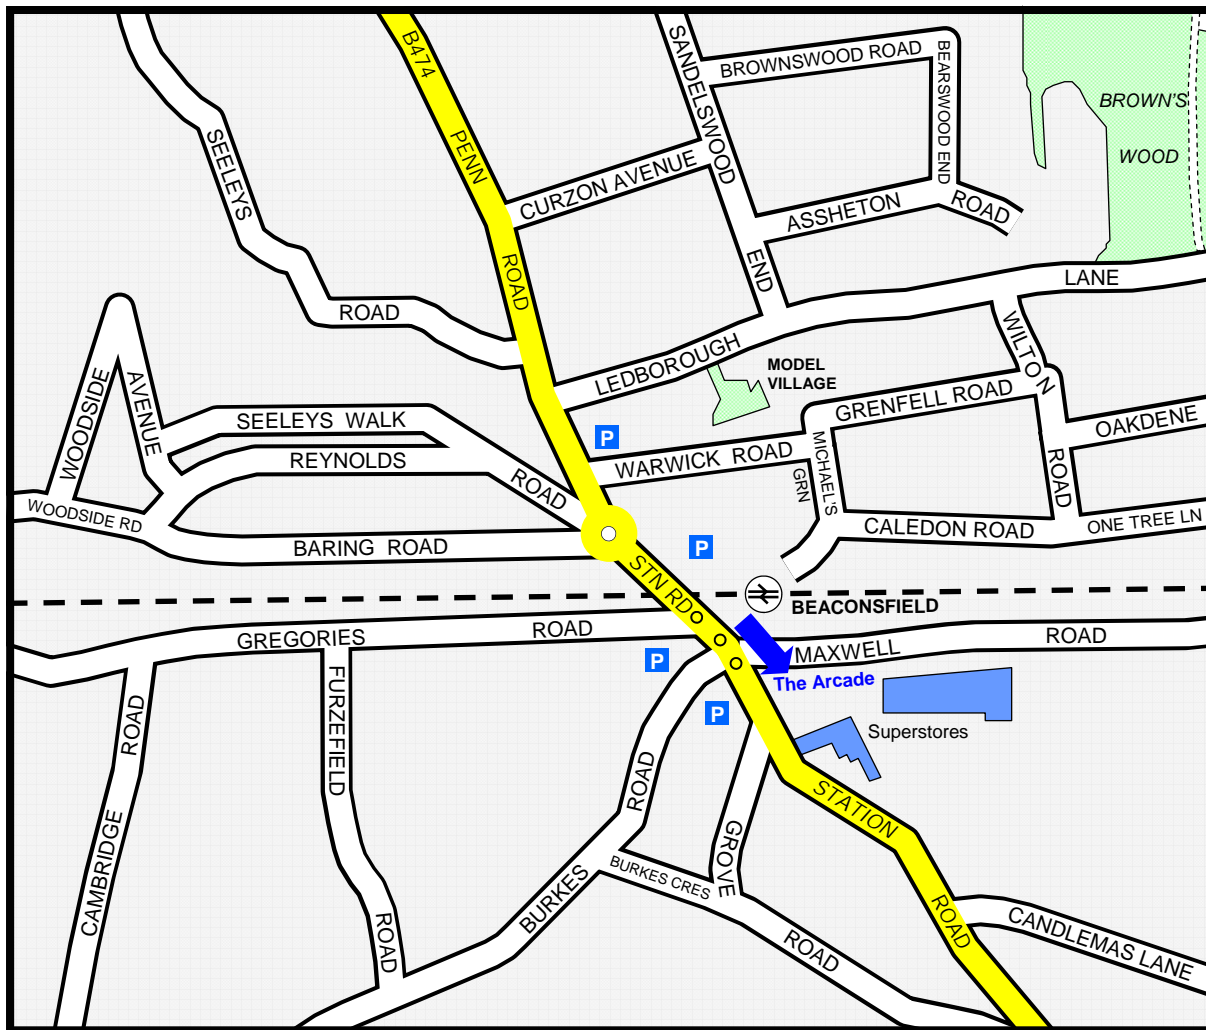 B474
PENN
ROAD
SANDELSWOOD
END
BROWNSWOOD ROAD
BEARSWOOD END
BROWN'S
WOOD
SEELEYS
ROAD
CURZON AVENUE
ASSHETON
ROAD
LEDBOROUGH
LANE
WILTON
ROAD
MODEL
VILLAGE
WOODSIDE
AVENUE
SEELEYS WALK
REYNOLDS
ROAD
P
WARWICK ROAD
GRENFELL ROAD
MICHAEL'S
GRN
OAKDENE
WOODSIDE RD
BARING ROAD
CALEDON ROAD
ONE TREE LN
P
STN RD
BEACONSFIELD
GREGORIES
ROAD
MAXWELL
ROAD
P
The Arcade
P
Superstores
CAMBRIDGE
ROAD
FURZEFIELD
ROAD
BURKES
ROAD
GROVE
BURKES CRES
ROAD
STATION
ROAD
CANDLEMAS LANE